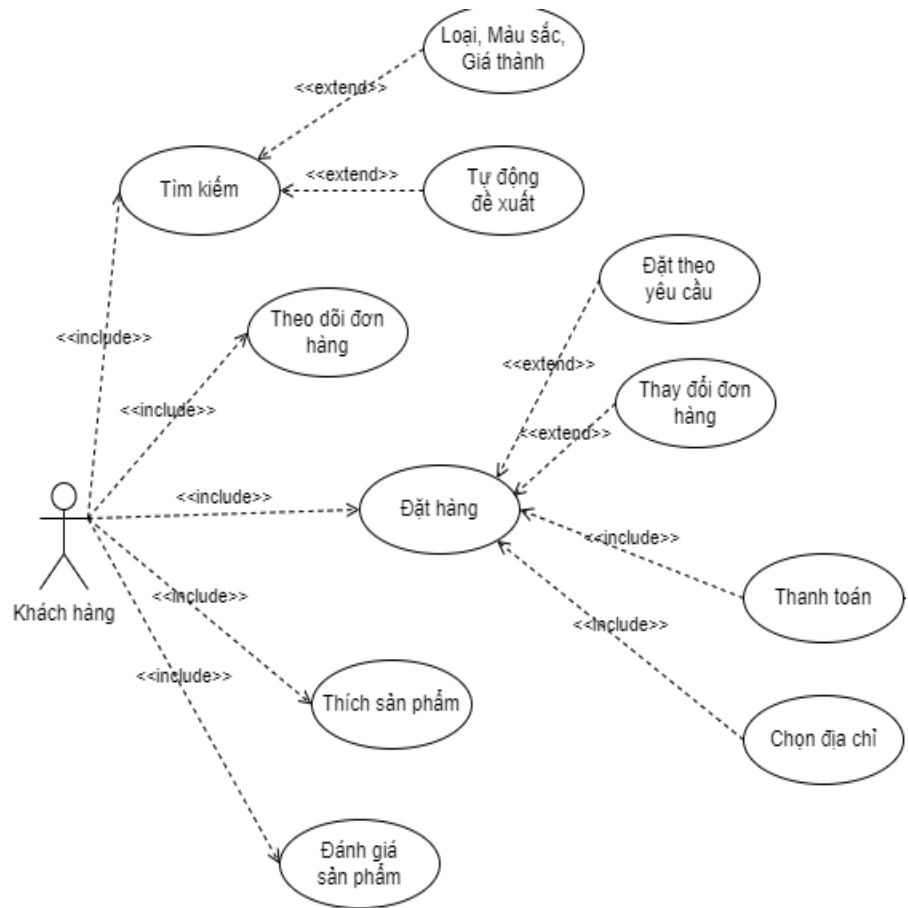 Loại, Màu sắc,
Giá thành
<<extend>>
Tìm kiếm
<<extend>>
Tự động
đề xuất
Đặt theo
yêu cầu
Theo dõi đơn
hàng
<<include>>
<<extend>>
Thay đổi đơn
hàng
<<include>>
<<extend>>
<<include>>
Đặt hàng
<<include>>
Thanh toán
<<include>>
Khách hàng
<<include>>
<<include>>
Thích sản phẩm
Chọn địa chỉ
Đánh giá
sản phẩm